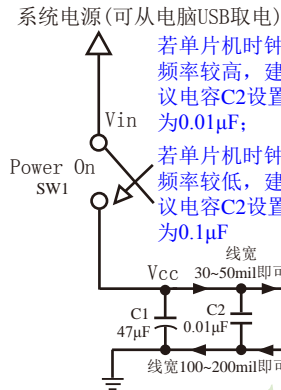 系统电源(可从电脑USB取电)
若单片机时钟
频率较高，建
议电容C2设置
为0.01μF；
Vin
若单片机时钟
频率较低，建
议电容C2设置
为0.1μF
Power On
SW1
线宽
Vcc
30~50mil即可
C1
47μF
C2
0.01μF
线宽100~200mil即可